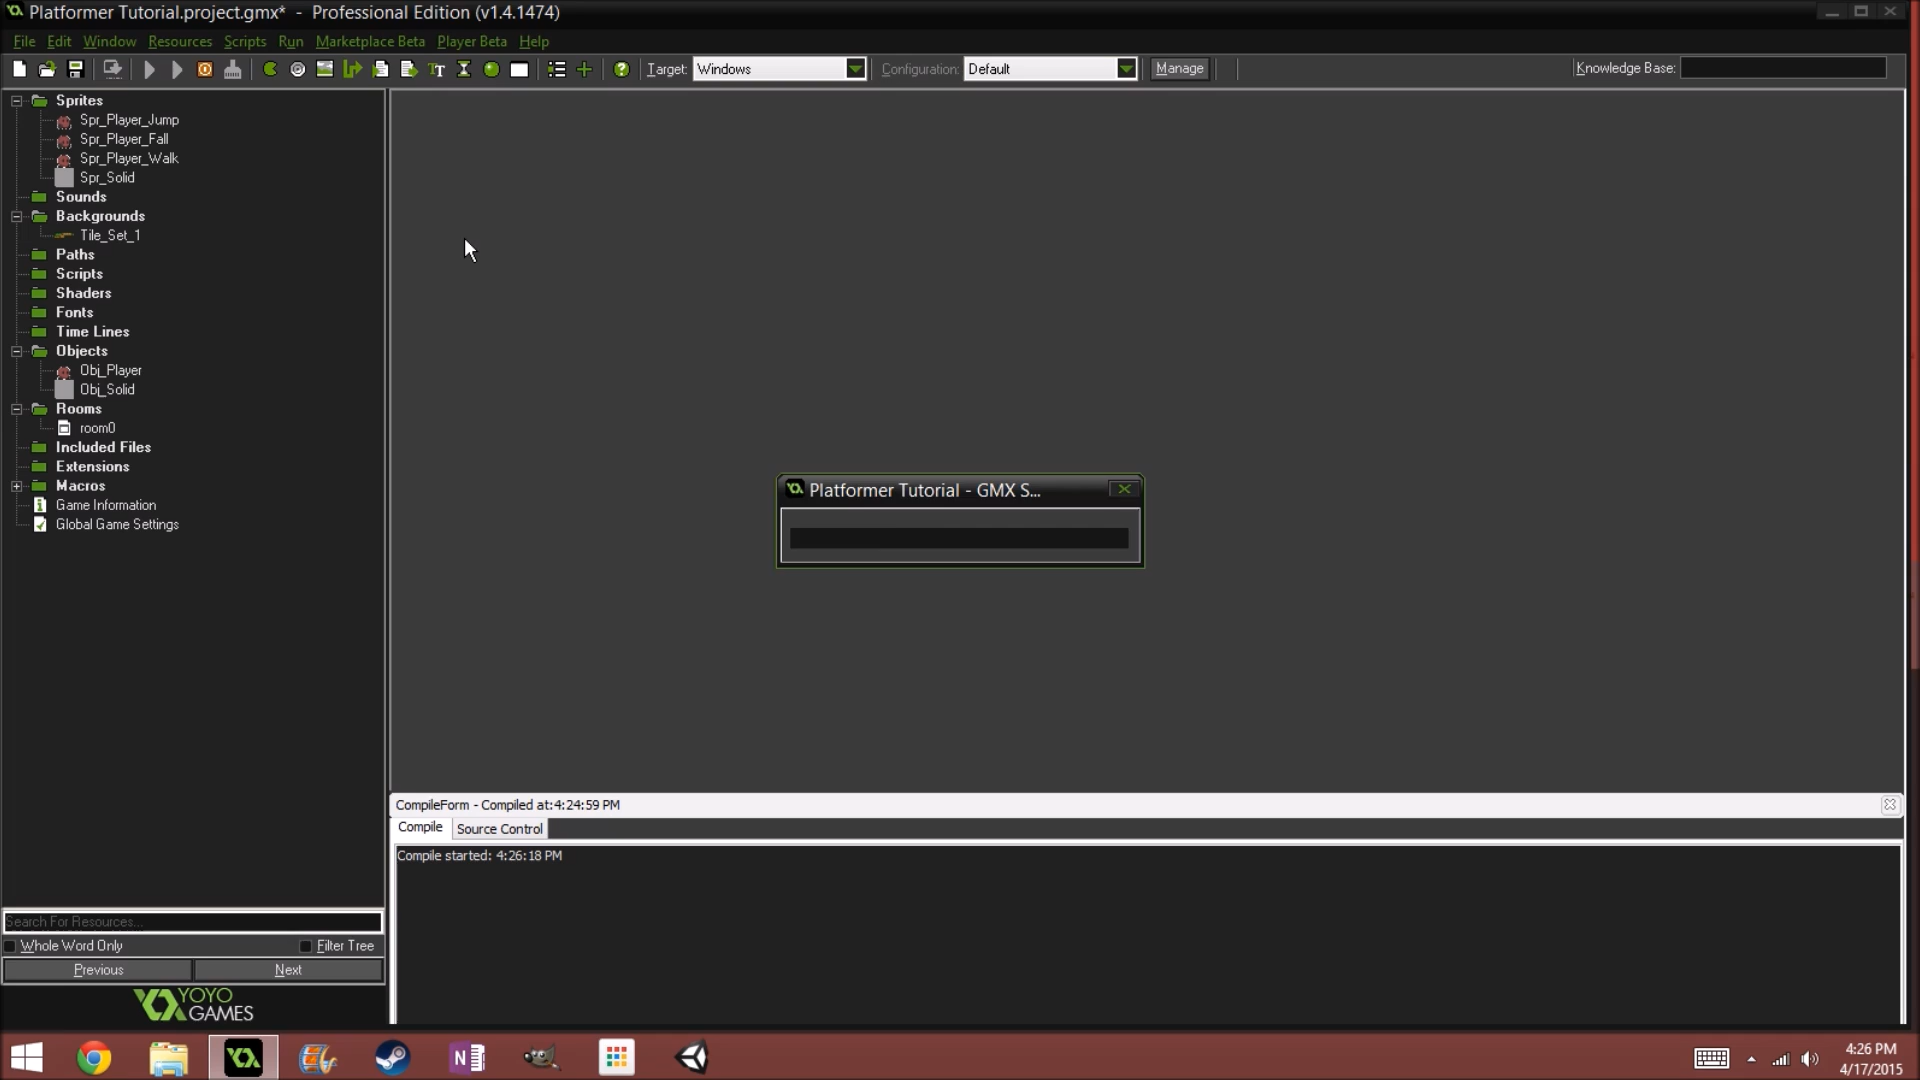 Platformer Tutorial.project.gmx* - Professional Edition (v1.4.1474)
File Edit Window Resources Scripts Run Marketplace Beta Player Beta Help
Target: Windows Configuration: Default Manage Knowledge Base:
Sprites
Spr_Player_Jump
Spr_Player_Fall
Spr_Player_Walk
Spr_Solid
Sounds
Backgrounds
Tile_Set_1
Paths
Scripts
Shaders
Fonts
Time Lines
Objects
Obj_Player
Obj_Solid
Rooms
room0
Included Files
Extensions
Macros
Game Information
Global Game Settings
Platformer Tutorial - GMX S...
CompileForm - Compiled at:4:24:59 PM
Compile Source Control
Compile started: 4:26:18 PM
Search For Resources...
Whole Word Only Filter Tree
Previous Next
YOYO
GAMES
4:26 PM
4/17/2015